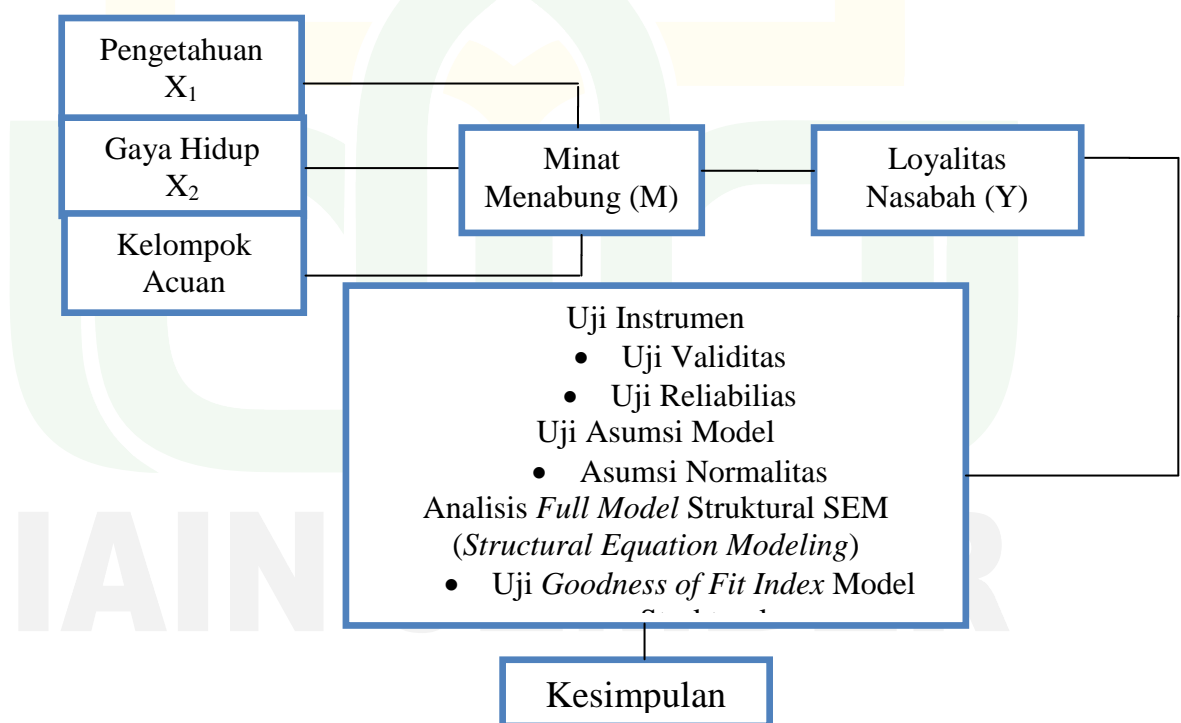 Pengetahuan
X₁
Gaya Hidup
X₂
Kelompok
Acuan
Minat
Menabung (M)
Loyalitas
Nasabah (Y)
Uji Instrumen
• Uji Validitas
• Uji Reliabilias
Uji Asumsi Model
• Asumsi Normalitas
Analisis Full Model Struktural SEM
(Structural Equation Modeling)
• Uji Goodness of Fit Index Model
Kesimpulan
IAIN